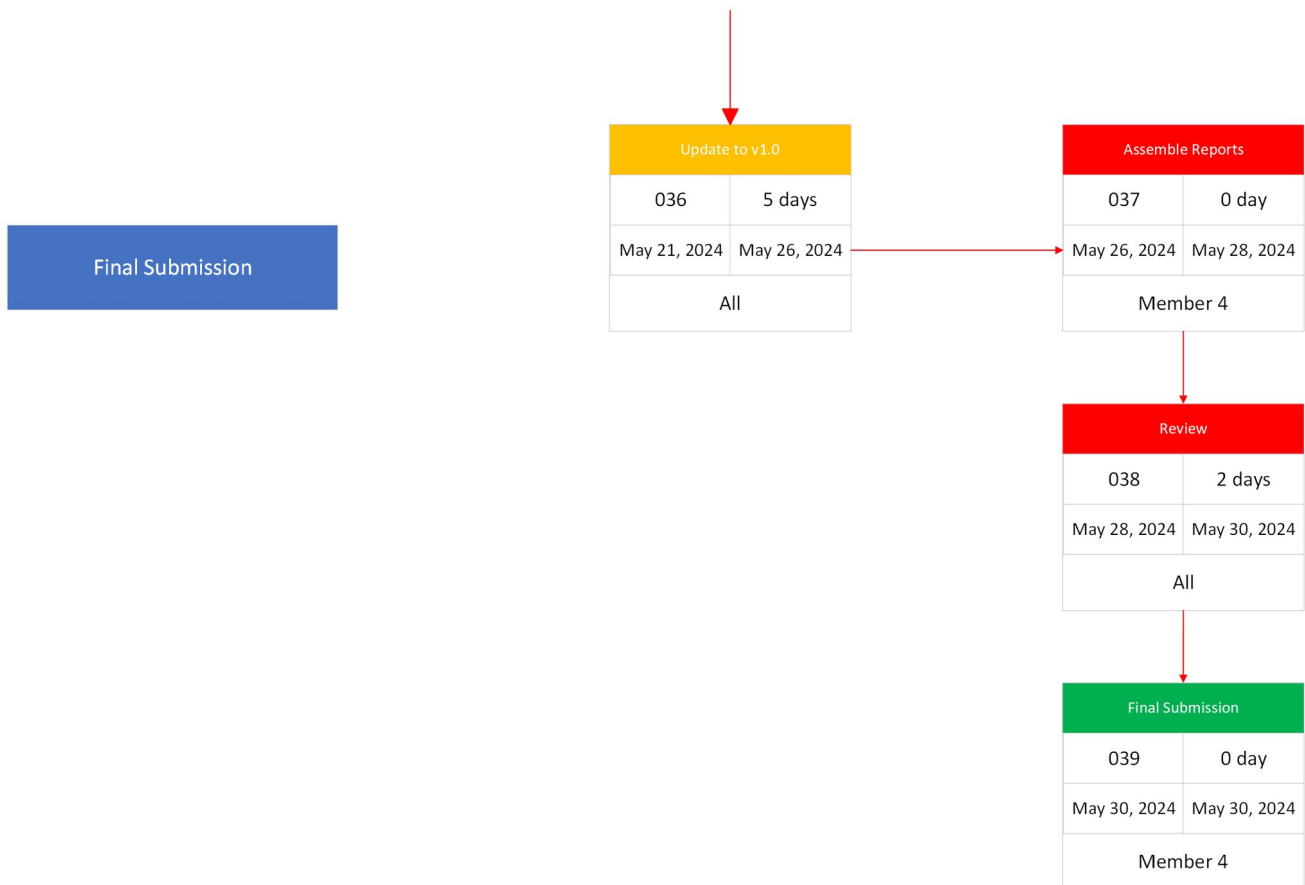 Final Submission
Update to v1.0
036 5 days
May 21, 2024 May 26, 2024
All
Assemble Reports
037 0 day
May 26, 2024 May 28, 2024
Member 4
Review
038 2 days
May 28, 2024 May 30, 2024
All
Final Submission
039 0 day
May 30, 2024 May 30, 2024
Member 4